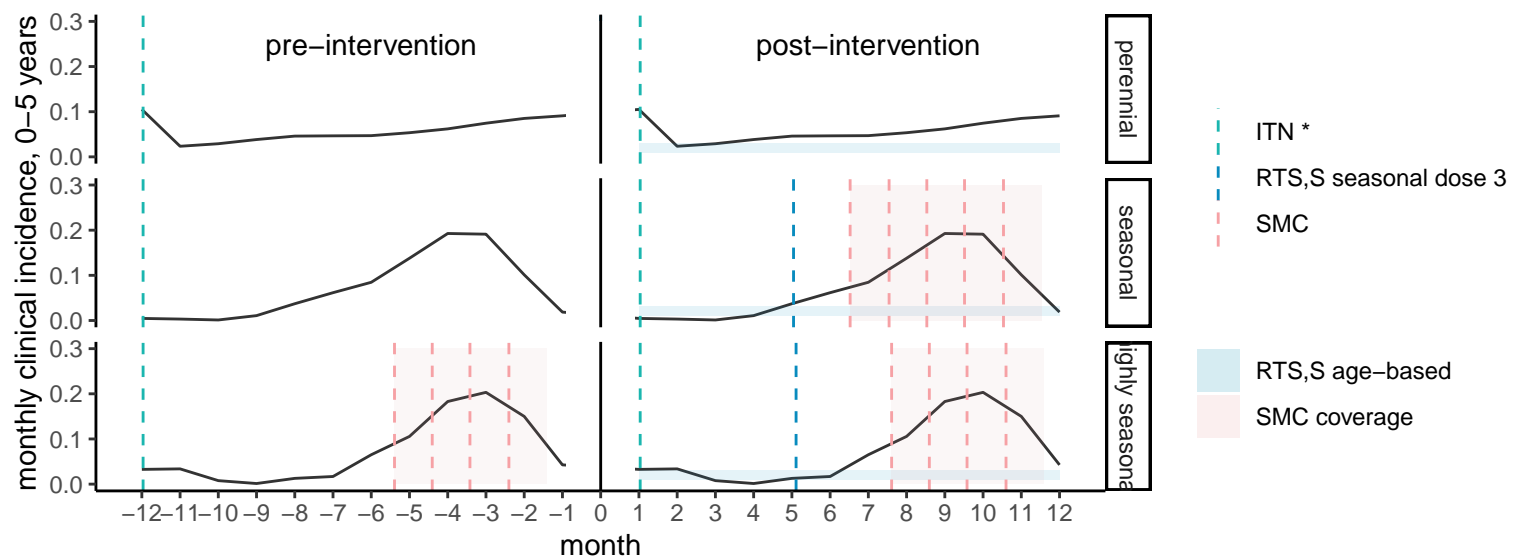 monthly clinical incidence, 0−5 years
pre−intervention
post−intervention
0.3
0.2
0.1
0.0
perennial
0.3
0.2
0.1
0.0
seasonal
0.3
0.2
0.1
0.0
ighly seasona
−12 −11 −10 −9 −8 −7 −6 −5 −4 −3 −2 −1 0 1 2 3 4 5 6 7 8 9 10 11 12
month
ITN *
RTS,S seasonal dose 3
SMC
RTS,S age−based
SMC coverage